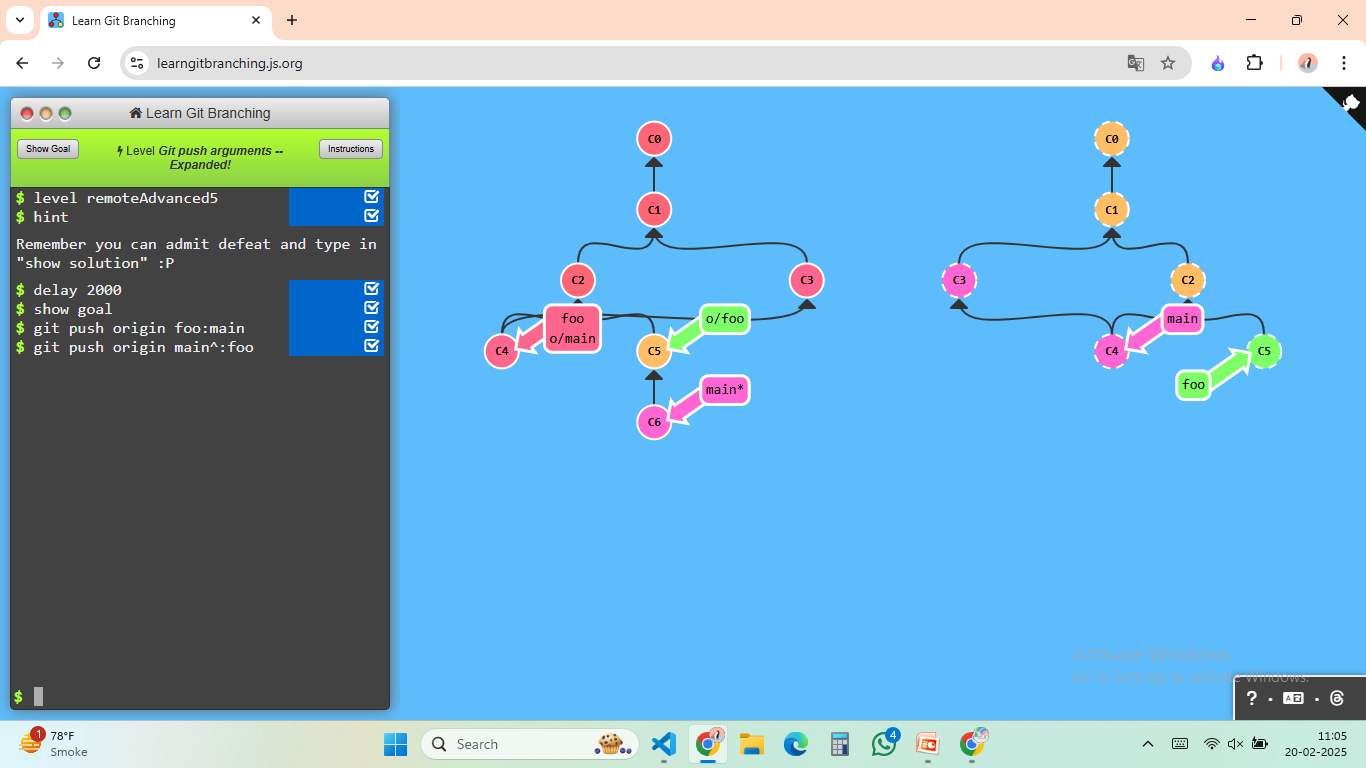 Learn Git Branching
learngitbranching.js.org
Learn Git Branching
Show Goal
Level Git push arguments --
Expanded!
Instructions
$ level remoteAdvanced5
$ hint
Remember you can admit defeat and type in
"show solution" :P
$ delay 2000
$ show goal
$ git push origin foo:main
$ git push origin main^:foo
$
C0
C1
C2
C3
foo
o/main
o/foo
C4
C5
main*
C6
C0
C1
C3
C2
main
C4
C5
foo
Activate Windows
Go to Settings to activate Windows.
?
1
78°F
Smoke
Search
4
11:05
20-02-2025